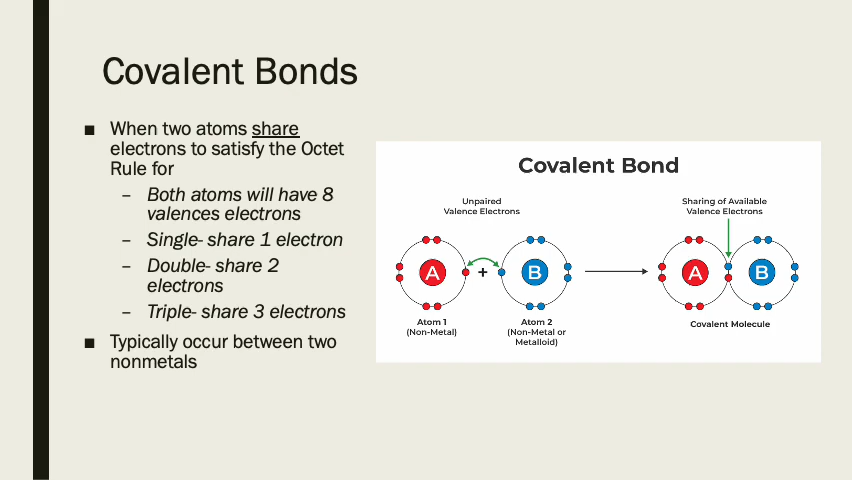 Covalent Bonds
■ When two atoms share
electrons to satisfy the Octet
Rule for
– Both atoms will have 8
valences electrons
– Single- share 1 electron
– Double- share 2
electrons
– Triple- share 3 electrons
■ Typically occur between two
nonmetals
Covalent Bond
Unpaired
Valence Electrons
Sharing of Available
Valence Electrons
A
+
B
A
B
Atom 1
(Non-Metal)
Atom 2
(Non-Metal or
Metalloid)
Covalent Molecule